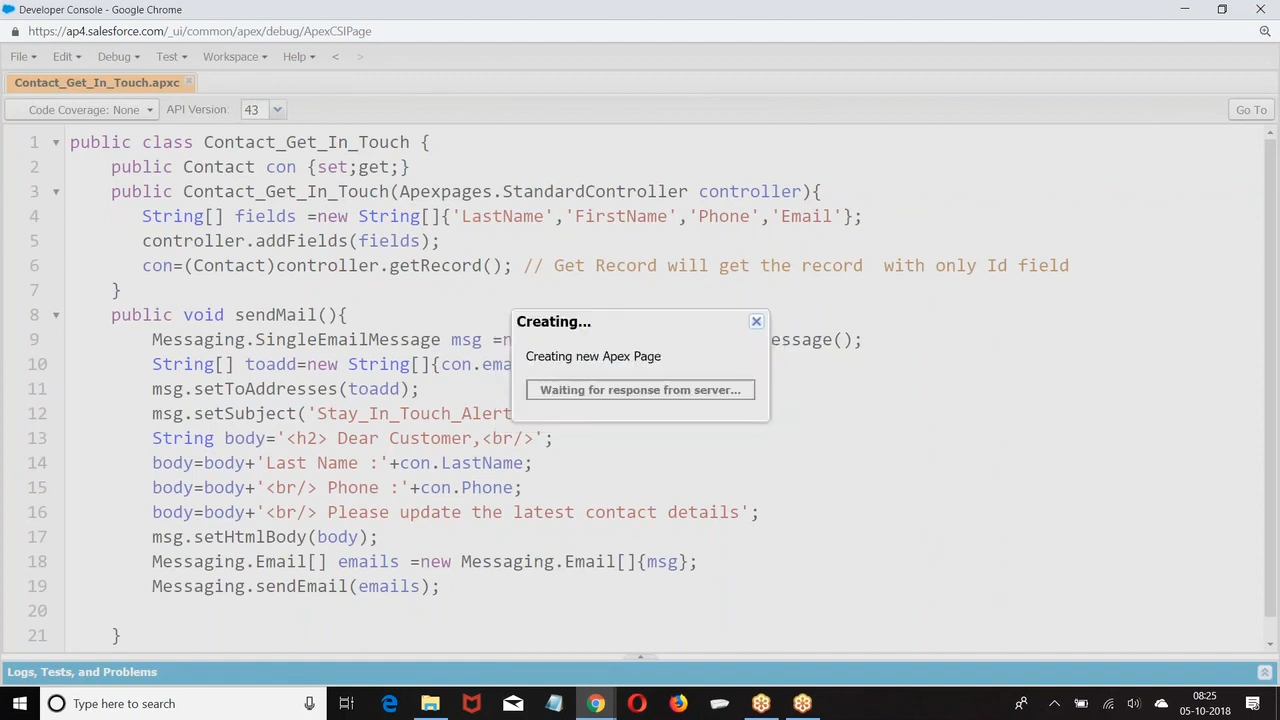 Developer Console - Google Chrome
https://ap4.salesforce.com/_ui/common/apex/debug/ApexCSIPage
File Edit Debug Test Workspace Help < >
Contact_Get_In_Touch.apxc
Code Coverage: None API Version: 43 Go To
1 public class Contact_Get_In_Touch {
2 public Contact con {set;get;}
3 public Contact_Get_In_Touch(Apexpages.StandardController controller){
4 String[] fields =new String[]{'LastName','FirstName','Phone','Email'};
5 controller.addFields(fields);
6 con=(Contact)controller.getRecord(); // Get Record will get the record  with only Id field
7 }
8 public void sendMail(){
9 Messaging.SingleEmailMessage msg =n essage();
10 String[] toadd=new String[]{con.ema
11 msg.setToAddresses(toadd);
12 msg.setSubject('Stay_In_Touch_Alert
13 String body='<h2> Dear Customer,<br/>';
14 body=body+'Last Name :'+con.LastName;
15 body=body+'<br/> Phone :'+con.Phone;
16 body=body+'<br/> Please update the latest contact details';
17 msg.setHtmlBody(body);
18 Messaging.Email[] emails =new Messaging.Email[]{msg};
19 Messaging.sendEmail(emails);
20
21 }
Creating...
Creating new Apex Page
Waiting for response from server...
Logs, Tests, and Problems
Type here to search
08:25
05-10-2018